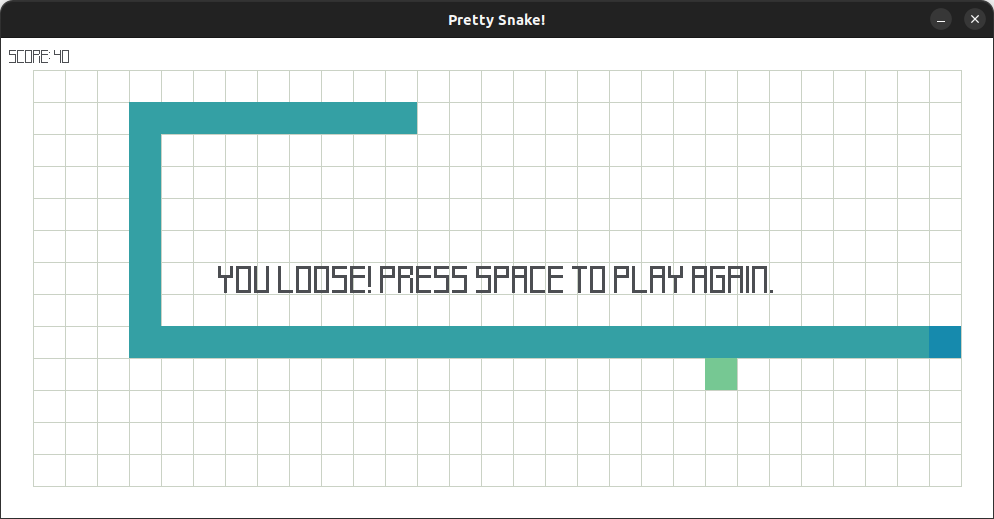 Pretty Snake!
SCORE: 40
YOU LOOSE! PRESS SPACE TO PLAY AGAIN.